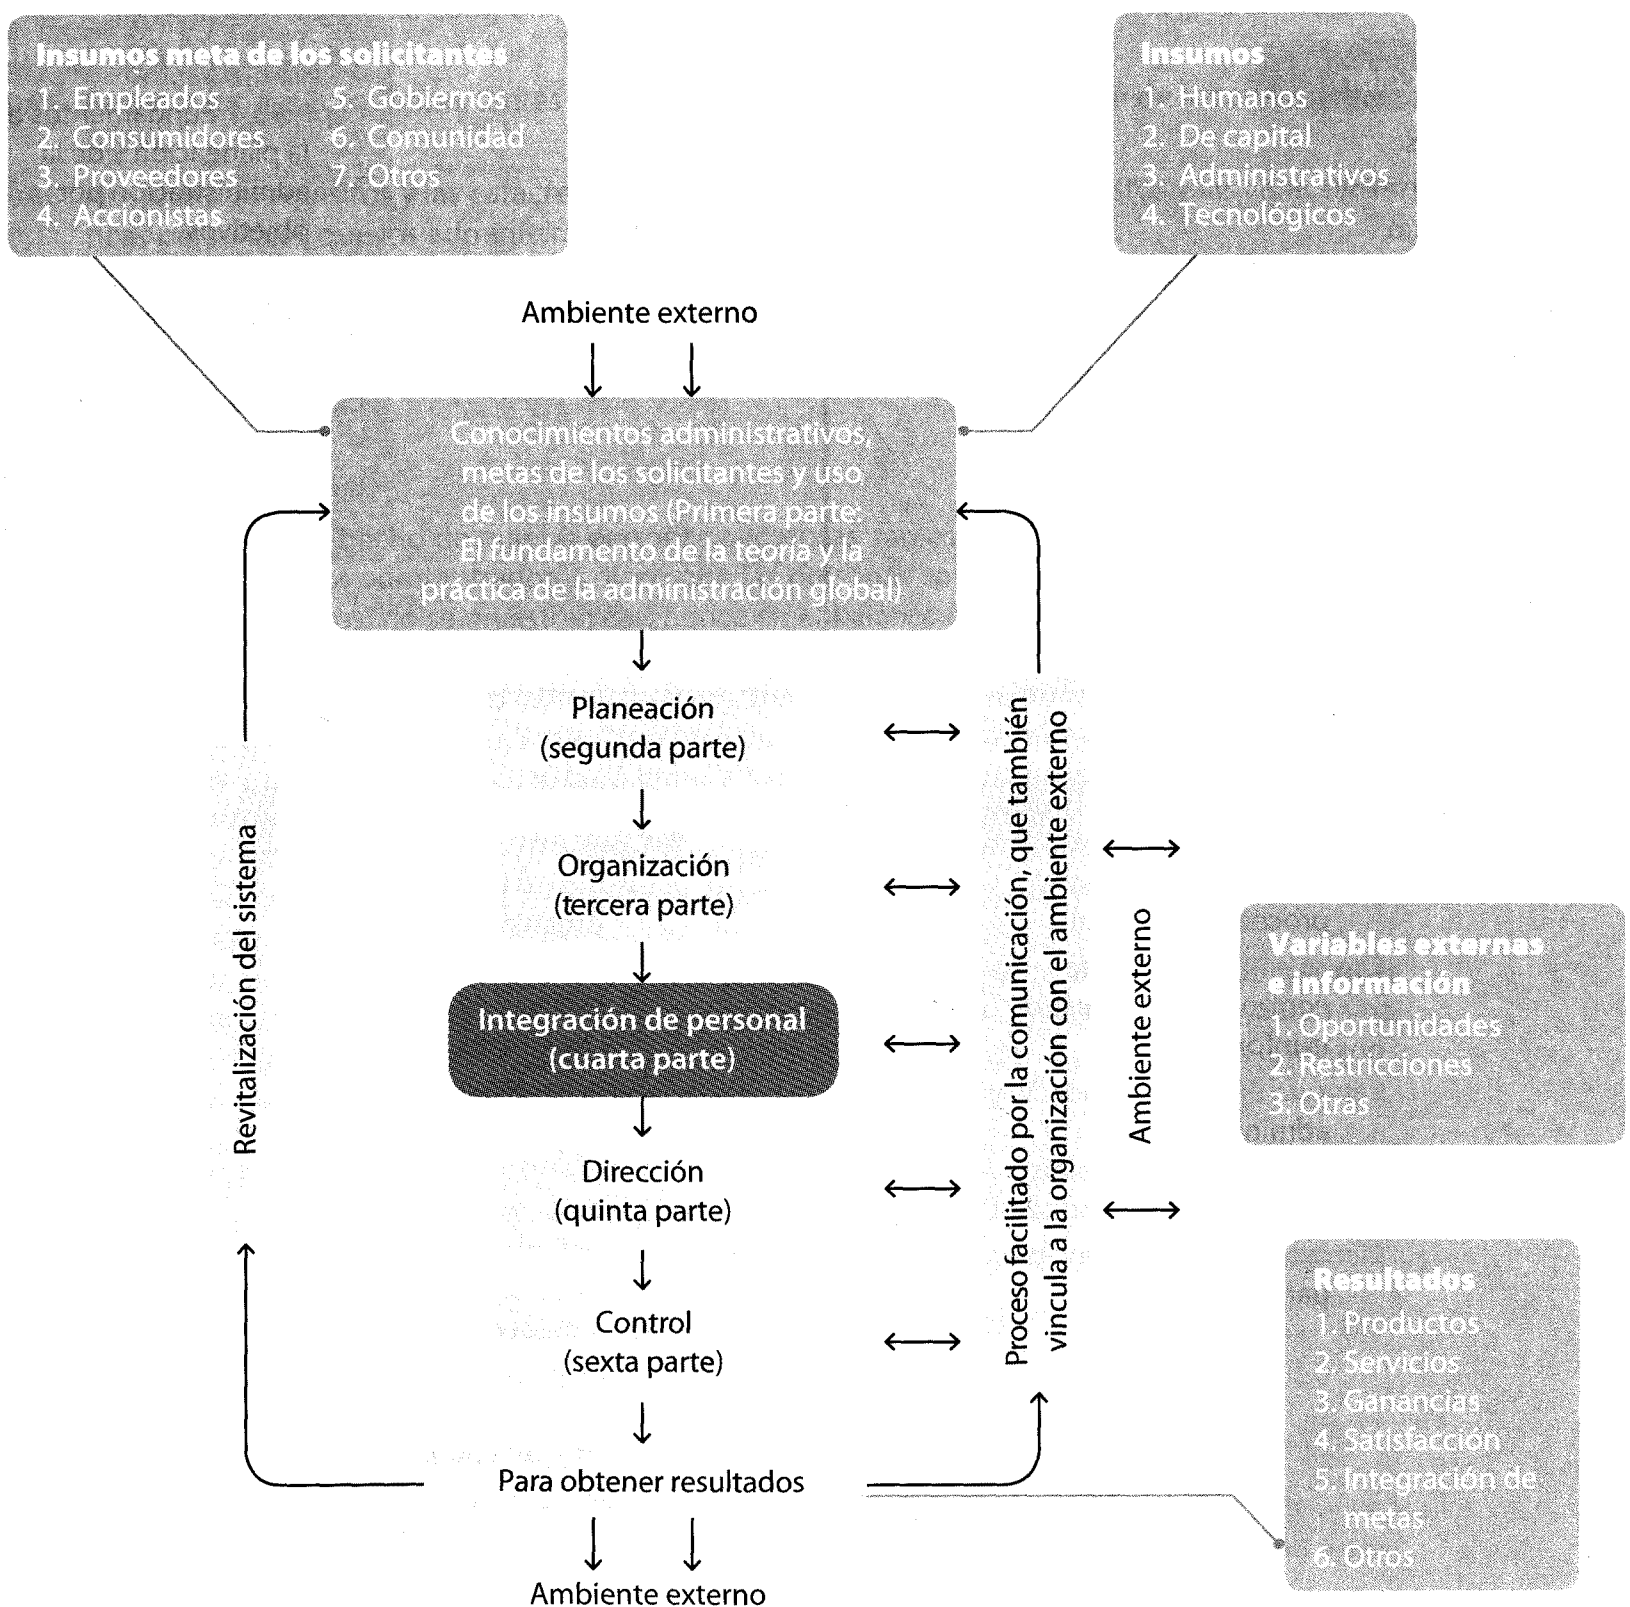 Insumos meta de los solicitantes
1. Empleados
2. Consumidores
3. Proveedores
4. Accionistas
5. Gobiernos
6. Comunidad
7. Otros
Insumos
1. Humanos
2. De capital
3. Administrativos
4. Tecnológicos
Ambiente externo
Conocimientos administrativos,
metas de los solicitantes y uso
de los insumos (Primera parte:
El fundamento de la teoría y la
práctica de la administración global)
Planeación
(segunda parte)
Organización
(tercera parte)
Integración de personal
(cuarta parte)
Dirección
(quinta parte)
Control
(sexta parte)
Para obtener resultados
Ambiente externo
Revitalización del sistema
Proceso facilitado por la comunicación, que también
vincula a la organización con el ambiente externo
Ambiente externo
Variables externas
e información
1. Oportunidades
2. Restricciones
3. Otras
Resultados
1. Productos
2. Servicios
3. Ganancias
4. Satisfacción
5. Integración de
metas
6. Otros